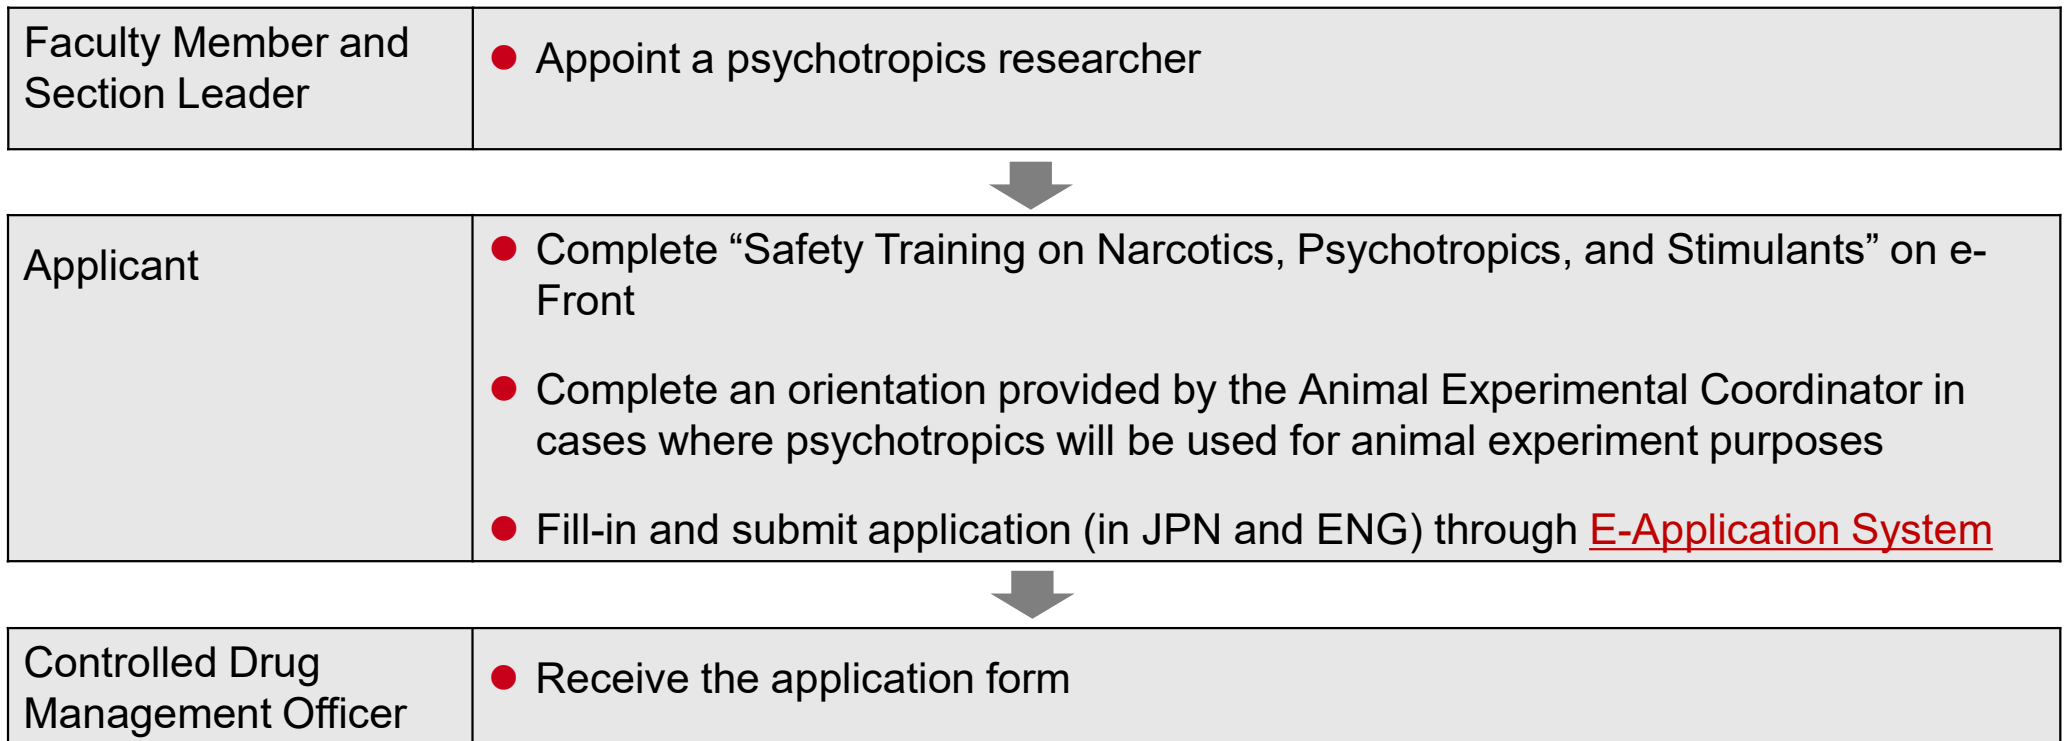 Faculty Member and
Section Leader
● Appoint a psychotropics researcher
Applicant
● Complete “Safety Training on Narcotics, Psychotropics, and Stimulants” on e-
Front
● Complete an orientation provided by the Animal Experimental Coordinator in
cases where psychotropics will be used for animal experiment purposes
● Fill-in and submit application (in JPN and ENG) through E-Application System
Controlled Drug
Management Officer
● Receive the application form